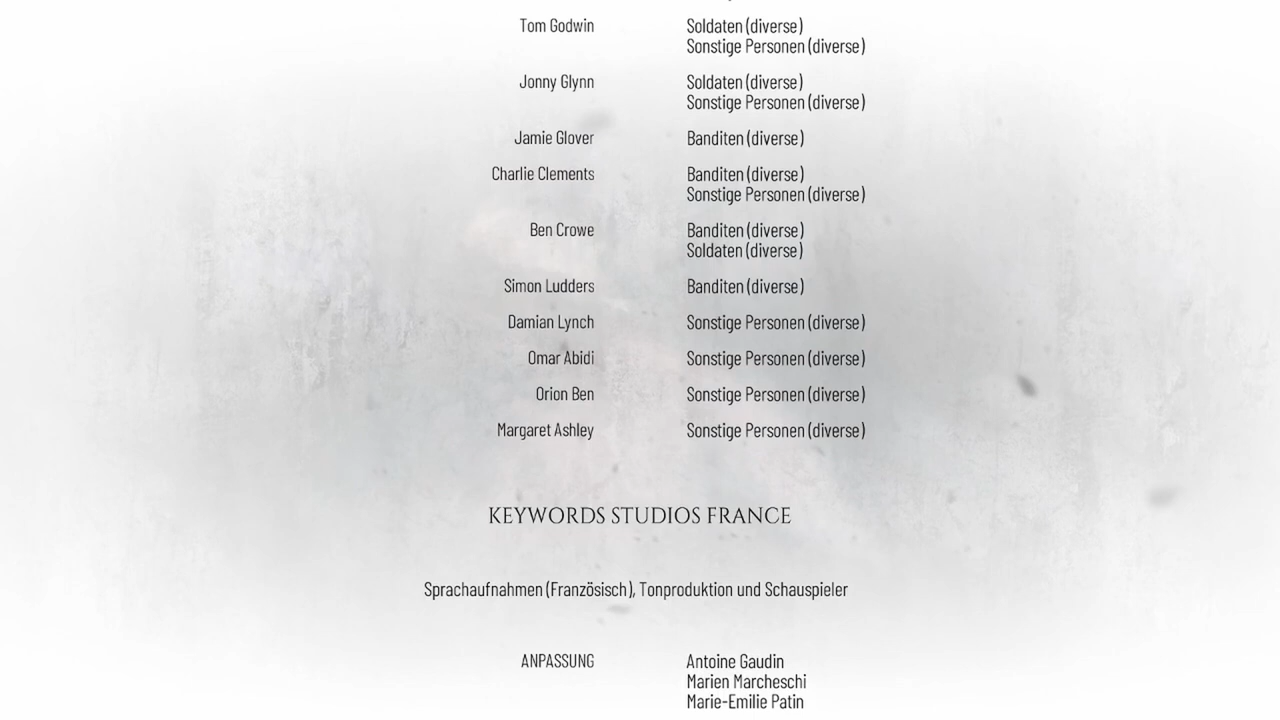 Tom Godwin Soldaten (diverse)
Sonstige Personen (diverse)
Jonny Glynn Soldaten (diverse)
Sonstige Personen (diverse)
Jamie Glover Banditen (diverse)
Charlie Clements Banditen (diverse)
Sonstige Personen (diverse)
Ben Crowe Banditen (diverse)
Soldaten (diverse)
Simon Ludders Banditen (diverse)
Damian Lynch Sonstige Personen (diverse)
Omar Abidi Sonstige Personen (diverse)
Orion Ben Sonstige Personen (diverse)
Margaret Ashley Sonstige Personen (diverse)
KEYWORDS STUDIOS FRANCE
Sprachaufnahmen (Französisch), Tonproduktion und Schauspieler
ANPASSUNG Antoine Gaudin
Marien Marcheschi
Marie-Emilie Patin